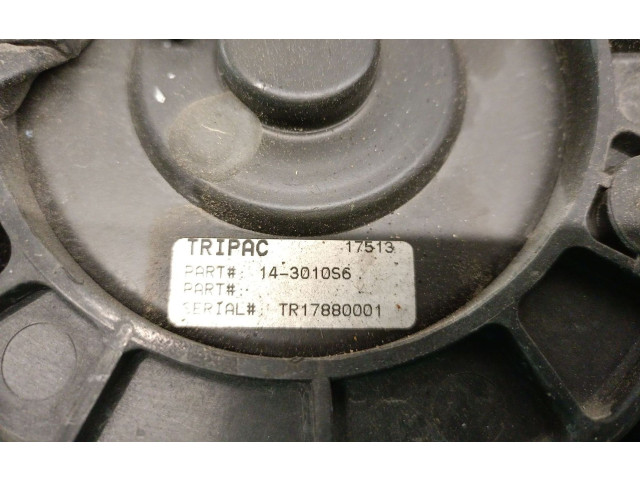 TRIPAC 17513
PART#: 14-3010S6
PART#:
SERIAL#: TR17880001